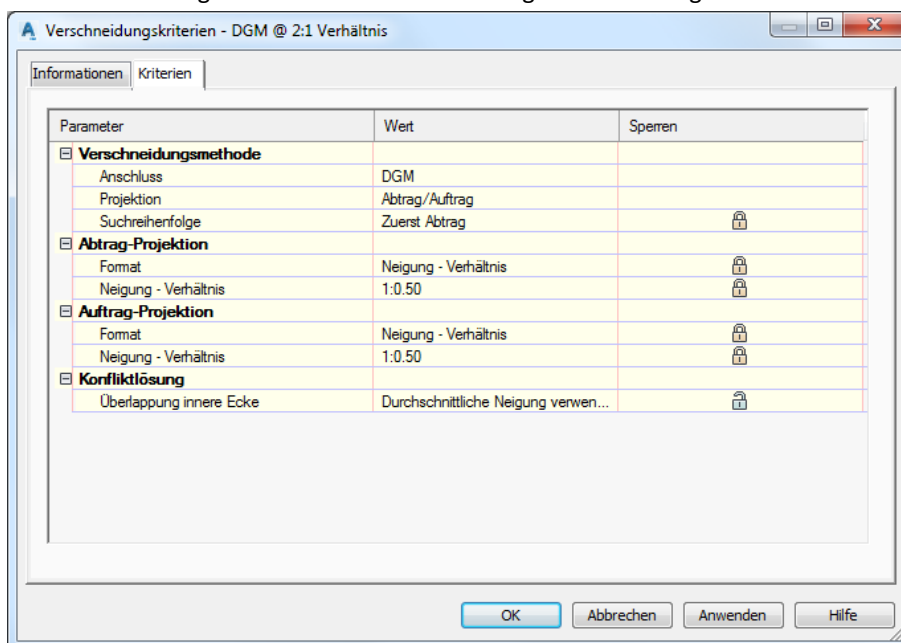 Verschneidungskriterien - DGM @ 2:1 Verhältnis
Informationen Kriterien
Parameter Wert Sperren
Verschneidungsmethode
Anschluss DGM
Projektion Abtrag/Auftrag
Suchreihenfolge Zuerst Abtrag
Abtrag-Projektion
Format Neigung - Verhältnis
Neigung - Verhältnis 1:0.50
Auftrag-Projektion
Format Neigung - Verhältnis
Neigung - Verhältnis 1:0.50
Konfliktlösung
Überlappung innere Ecke Durchschnittliche Neigung verwen...
OK Abbrechen Anwenden Hilfe